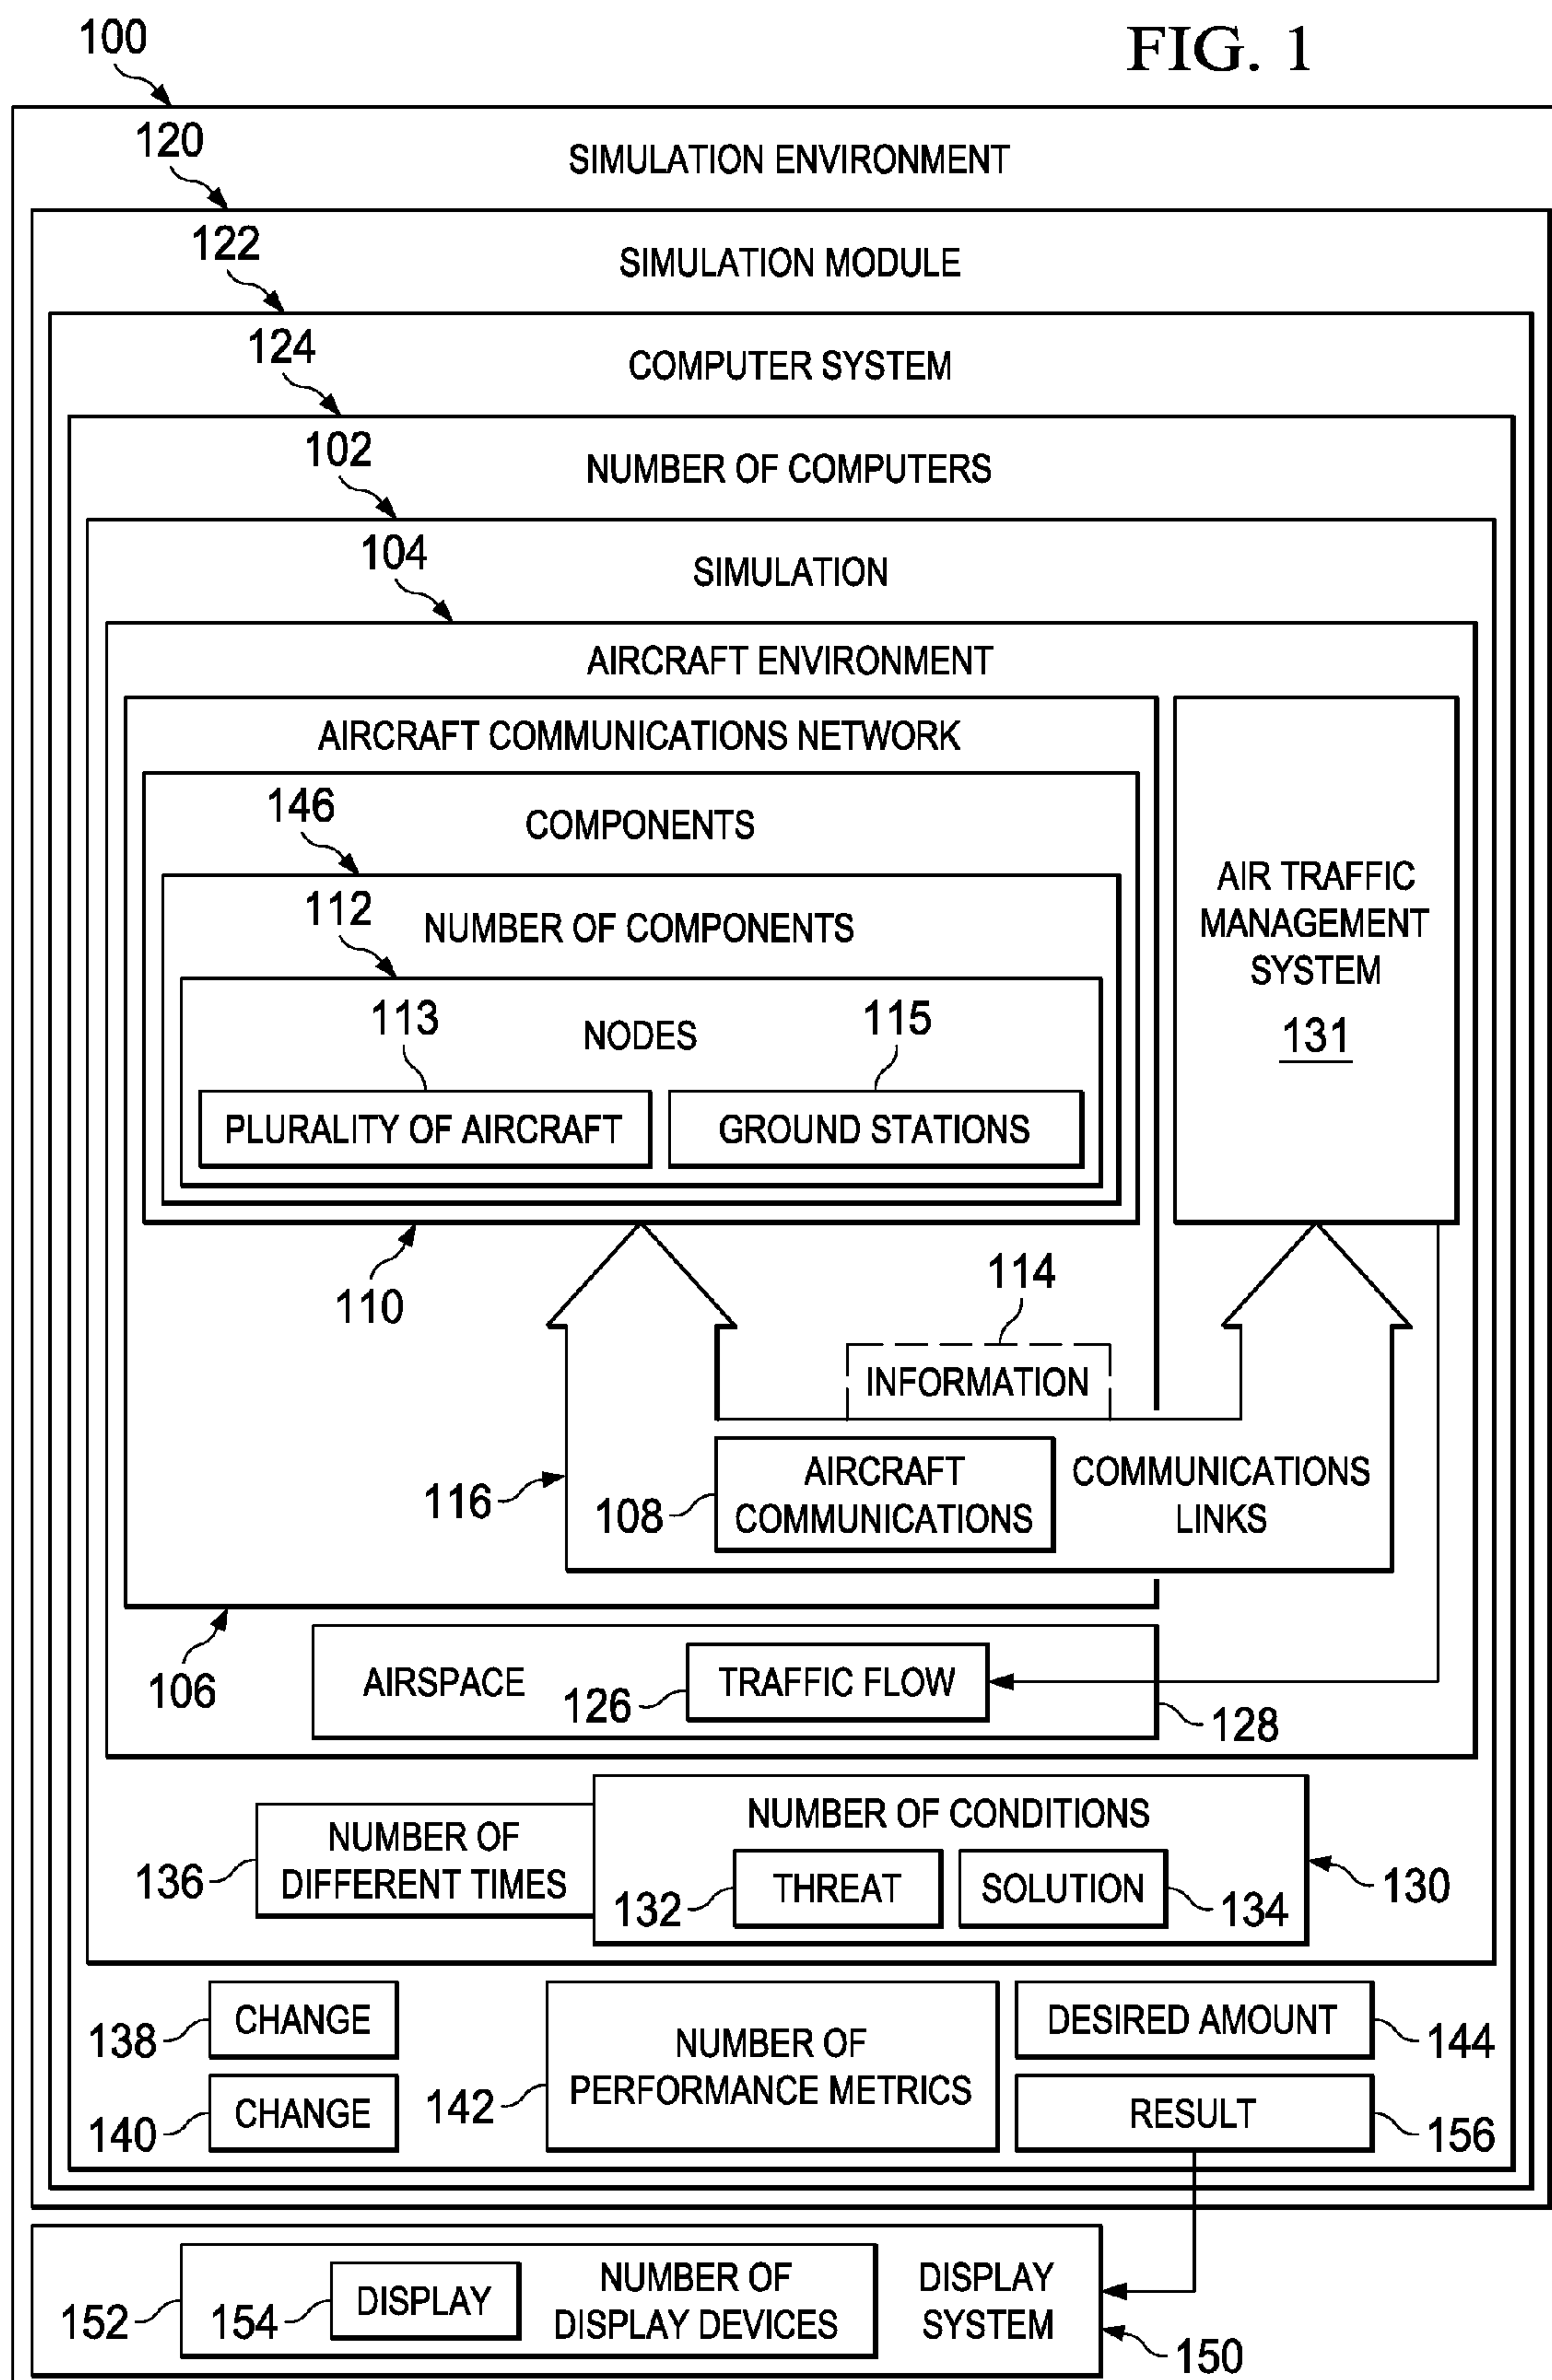 FIG. 1
100
120
SIMULATION ENVIRONMENT
122
SIMULATION MODULE
124
COMPUTER SYSTEM
102
NUMBER OF COMPUTERS
104
SIMULATION
AIRCRAFT ENVIRONMENT
AIRCRAFT COMMUNICATIONS NETWORK
146
COMPONENTS
112
NUMBER OF COMPONENTS
113
NODES
115
PLURALITY OF AIRCRAFT
GROUND STATIONS
AIR TRAFFIC
MANAGEMENT
SYSTEM
131
110
114
INFORMATION
116
108
AIRCRAFT
COMMUNICATIONS
COMMUNICATIONS
LINKS
106
AIRSPACE
126
TRAFFIC FLOW
128
NUMBER OF CONDITIONS
136
NUMBER OF
DIFFERENT TIMES
132
THREAT
SOLUTION
134
130
138
CHANGE
140
CHANGE
142
NUMBER OF
PERFORMANCE METRICS
DESIRED AMOUNT
144
RESULT
156
152
154
DISPLAY
NUMBER OF
DISPLAY DEVICES
DISPLAY
SYSTEM
150